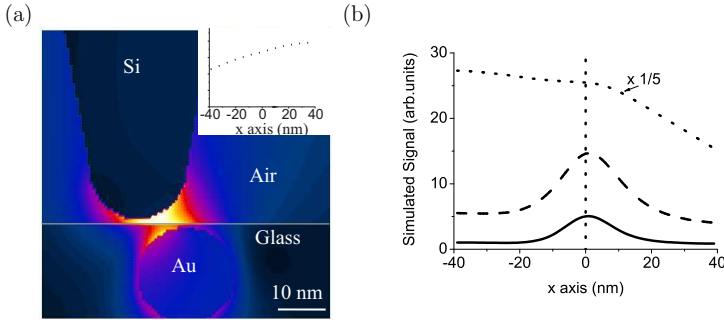 (a)
Si
Air
Glass
Au
10 nm
-40 -20 0 20 40
x axis (nm)
(b)
Simulated Signal (arb.units)
30
20
10
0
x 1/5
-40 -20 0 20 40
x axis (nm)